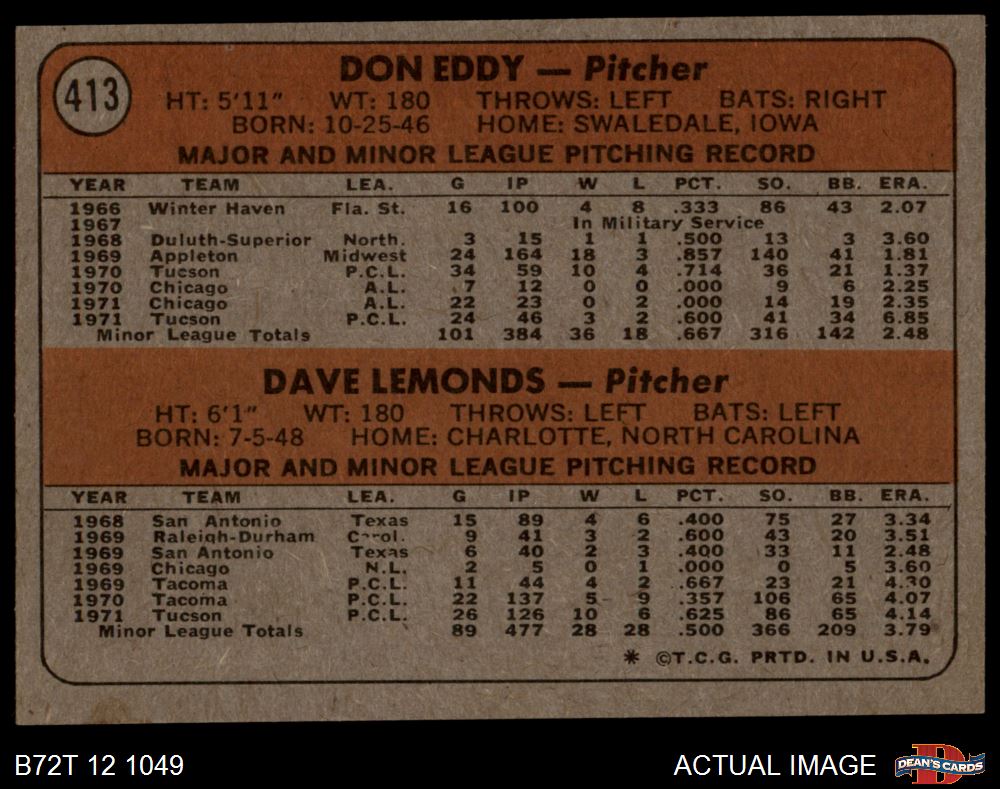 413
DON EDDY — Pitcher
HT: 5'11" WT: 180 THROWS: LEFT BATS: RIGHT
BORN: 10-25-46 HOME: SWALEDALE, IOWA
MAJOR AND MINOR LEAGUE PITCHING RECORD
YEAR TEAM LEA. G IP W L PCT. SO. BB. ERA.
1966 Winter Haven Fla. St. 16 100 4 8 .333 86 43 2.07
1967 In Military Service
1968 Duluth-Superior North. 3 15 1 1 .500 13 3 3.60
1969 Appleton Midwest 24 164 18 3 .857 140 41 1.81
1970 Tucson P.C.L. 34 59 10 4 .714 36 21 1.37
1970 Chicago A.L. 7 12 0 0 .000 9 6 2.25
1971 Chicago A.L. 22 23 0 2 .000 14 19 2.35
1971 Tucson P.C.L. 24 46 3 2 .600 41 34 6.85
Minor League Totals 101 384 36 18 .667 316 142 2.48
DAVE LEMONDS — Pitcher
HT: 6'1" WT: 180 THROWS: LEFT BATS: LEFT
BORN: 7-5-48 HOME: CHARLOTTE, NORTH CAROLINA
MAJOR AND MINOR LEAGUE PITCHING RECORD
YEAR TEAM LEA. G IP W L PCT. SO. BB. ERA.
1968 San Antonio Texas 15 89 4 6 .400 75 27 3.34
1969 Raleigh-Durham Carol. 9 41 3 2 .600 43 20 3.51
1969 San Antonio Texas 6 40 2 3 .400 33 11 2.48
1969 Chicago N.L. 2 5 0 1 .000 0 5 3.60
1969 Tacoma P.C.L. 11 44 4 2 .667 23 21 4.30
1970 Tacoma P.C.L. 22 137 5 9 .357 106 65 4.07
1971 Tucson P.C.L. 26 126 10 6 .625 86 65 4.14
Minor League Totals 89 477 28 28 .500 366 209 3.79
* ©T.C.G. PRTD. IN U.S.A.
B72T 12 1049 ACTUAL IMAGE D DEAN'S CARDS